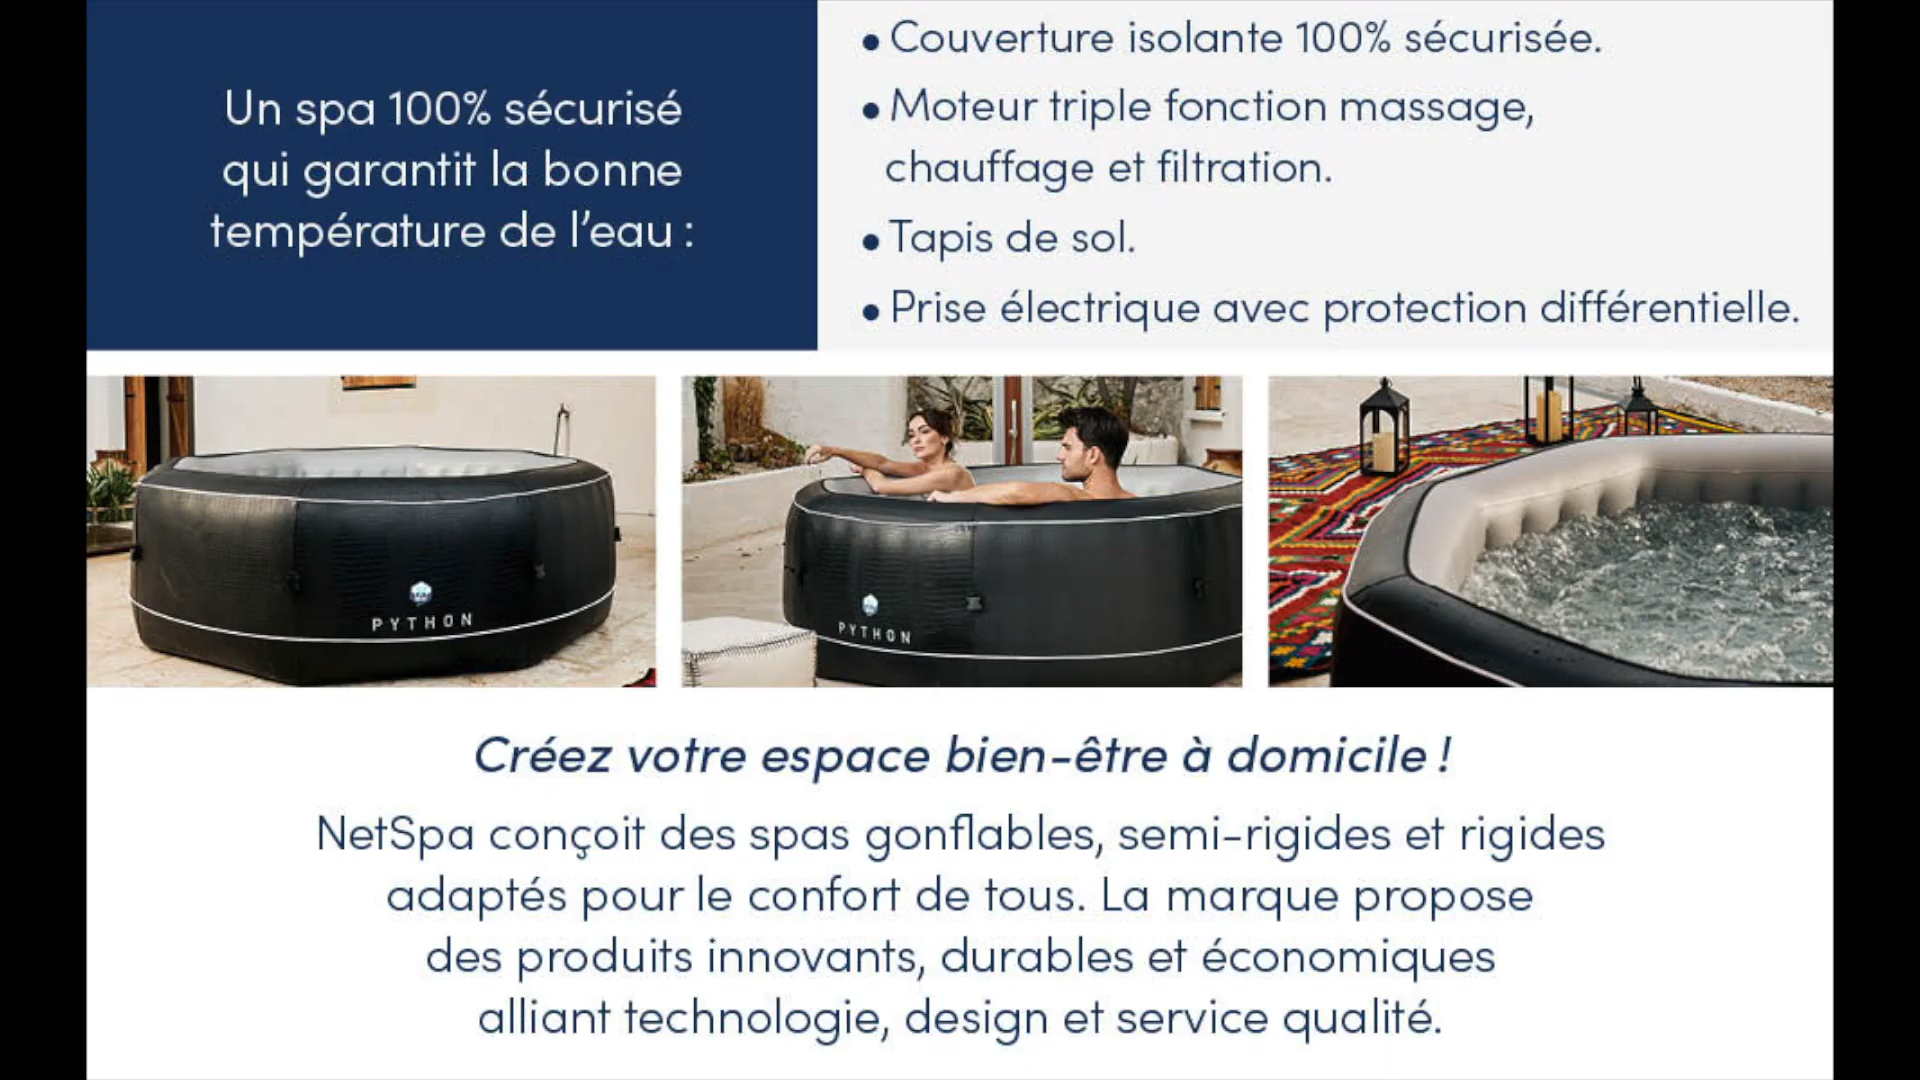 Un spa 100% sécurisé
qui garantit la bonne
température de l'eau :
• Couverture isolante 100% sécurisée.
• Moteur triple fonction massage,
chauffage et filtration.
• Tapis de sol.
• Prise électrique avec protection différentielle.
PYTHON
PYTHON
Créez votre espace bien-être à domicile !
NetSpa conçoit des spas gonflables, semi-rigides et rigides
adaptés pour le confort de tous. La marque propose
des produits innovants, durables et économiques
alliant technologie, design et service qualité.